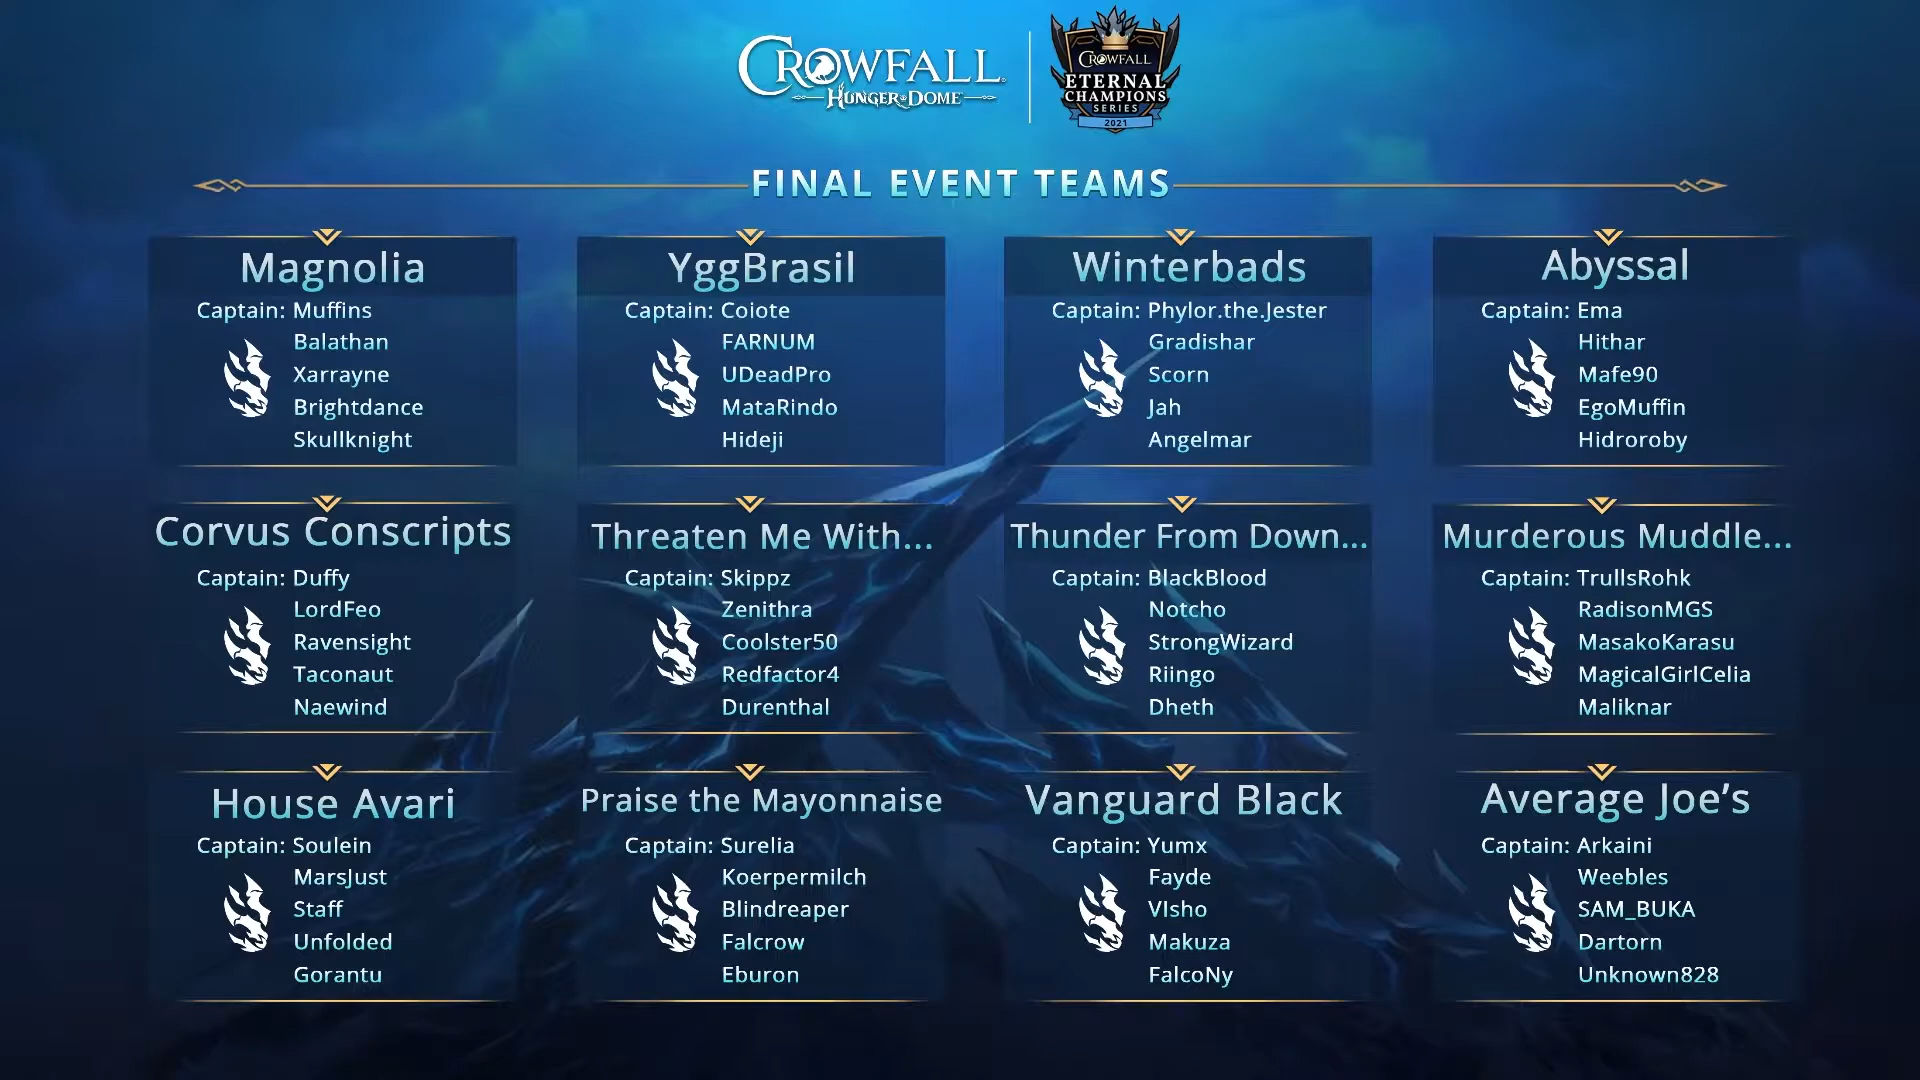 CROWFALL
HUNGER DOME
CROWFALL
ETERNAL
CHAMPIONS
SERIES
2021
FINAL EVENT TEAMS
Magnolia
Captain: Muffins
Balathan
Xarrayne
Brightdance
Skullknight
YggBrasil
Captain: Coiote
FARNUM
UDeadPro
MataRindo
Hideji
Winterbads
Captain: Phylor.the.Jester
Gradishar
Scorn
Jah
Angelmar
Abyssal
Captain: Ema
Hithar
Mafe90
EgoMuffin
Hidroroby
Corvus Conscripts
Captain: Duffy
LordFeo
Ravensight
Taconaut
Naewind
Threaten Me With...
Captain: Skippz
Zenithra
Coolster50
Redfactor4
Durenthal
Thunder From Down...
Captain: BlackBlood
Notcho
StrongWizard
Riingo
Dheth
Murderous Muddle...
Captain: TrullsRohk
RadisonMGS
MasakoKarasu
MagicalGirlCelia
Maliknar
House Avari
Captain: Soulein
MarsJust
Staff
Unfolded
Gorantu
Praise the Mayonnaise
Captain: Surelia
Koerpermilch
Blindreaper
Falcrow
Eburon
Vanguard Black
Captain: Yumx
Fayde
VIsho
Makuza
FalcoNy
Average Joe’s
Captain: Arkaini
Weebles
SAM_BUKA
Dartorn
Unknown828